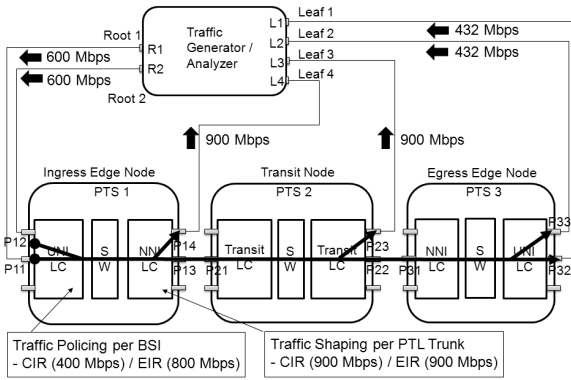 Leaf 1
Root 1
Traffic Generator / Analyzer
L1
Leaf 2
432 Mbps
R1
L2
600 Mbps
Leaf 3
432 Mbps
R2
L3
600 Mbps
Leaf 4
L4
Root 2
900 Mbps
900 Mbps
Ingress Edge Node
Transit Node
Egress Edge Node
PTS 1
PTS 2
PTS 3
P12
UNI LC
S W
NNI LC
P14
P11
P13
P21
Transit LC
S W
Transit LC
P23
P22
P31
NNI LC
S W
UNI LC
P33
P32
Traffic Policing per BSI
- CIR (400 Mbps) / EIR (800 Mbps)
Traffic Shaping per PTL Trunk
- CIR (900 Mbps) / EIR (900 Mbps)